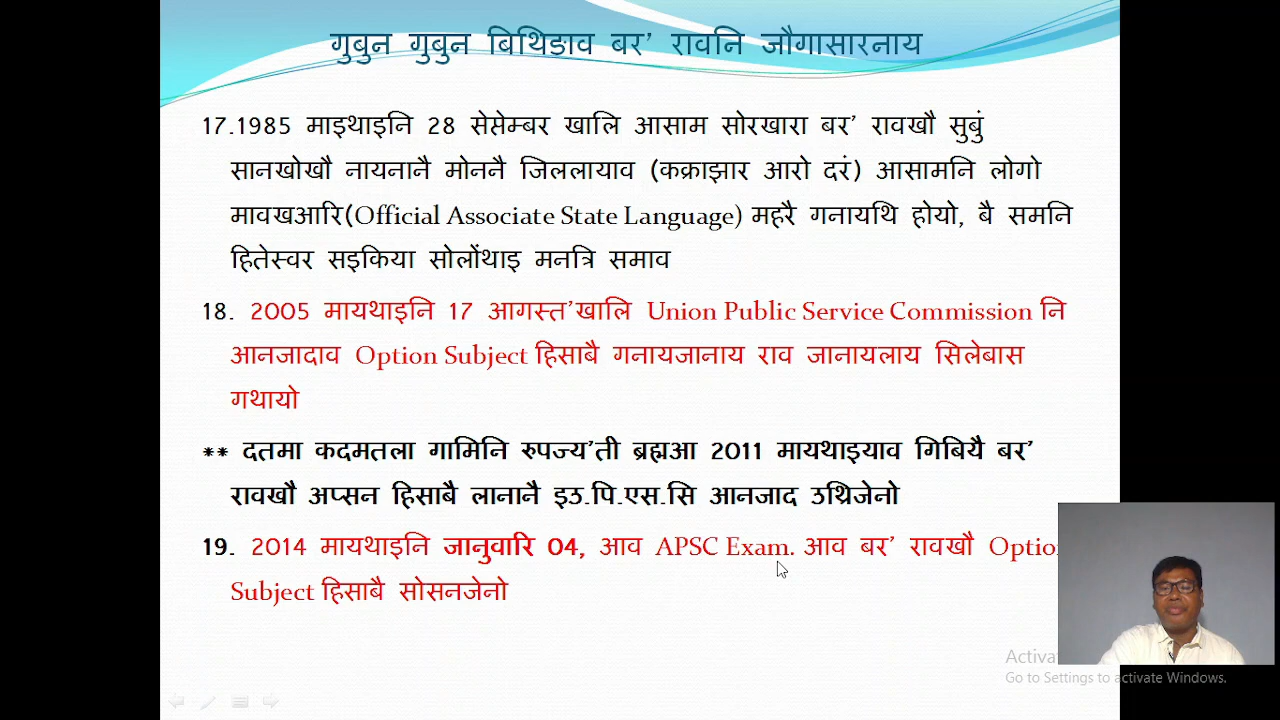 गुबुन गुबुन बिथिङाव बर’ रावनि जौगासारनाय
17.1985 माइथाइनि 28 सेप्तेम्बर खालि आसाम सोरखारा बर’ रावखौ सुबुं
सानखोखौ नायनानै मोननै जिललायाव (कक्राझार आरो दरं) आसामनि लोगो
मावखआरि(Official Associate State Language) महरै गनायथि होयो, बै समनि
हितेस्वर सइकिया सोलोंथाइ मनत्रि समाव
18. 2005 मायथाइनि 17 आगस्त’खालि Union Public Service Commission नि
आनजादाव Option Subject हिसाबै गनायजानाय राव जानायलाय सिलेबास
गथायो
** दतमा कदमतला गामिनि रुपज्य’ती ब्रह्मआ 2011 मायथाइयाव गिबियै बर’
रावखौ अप्सन हिसाबै लानानै इउ.पि.एस.सि आनजाद उथ्रिजेनो
19. 2014 मायथाइनि जानुवारि 04, आव APSC Exam. आव बर’ रावखौ Option
Subject हिसाबै सोसनजेनो
Go to Settings to activate Windows.